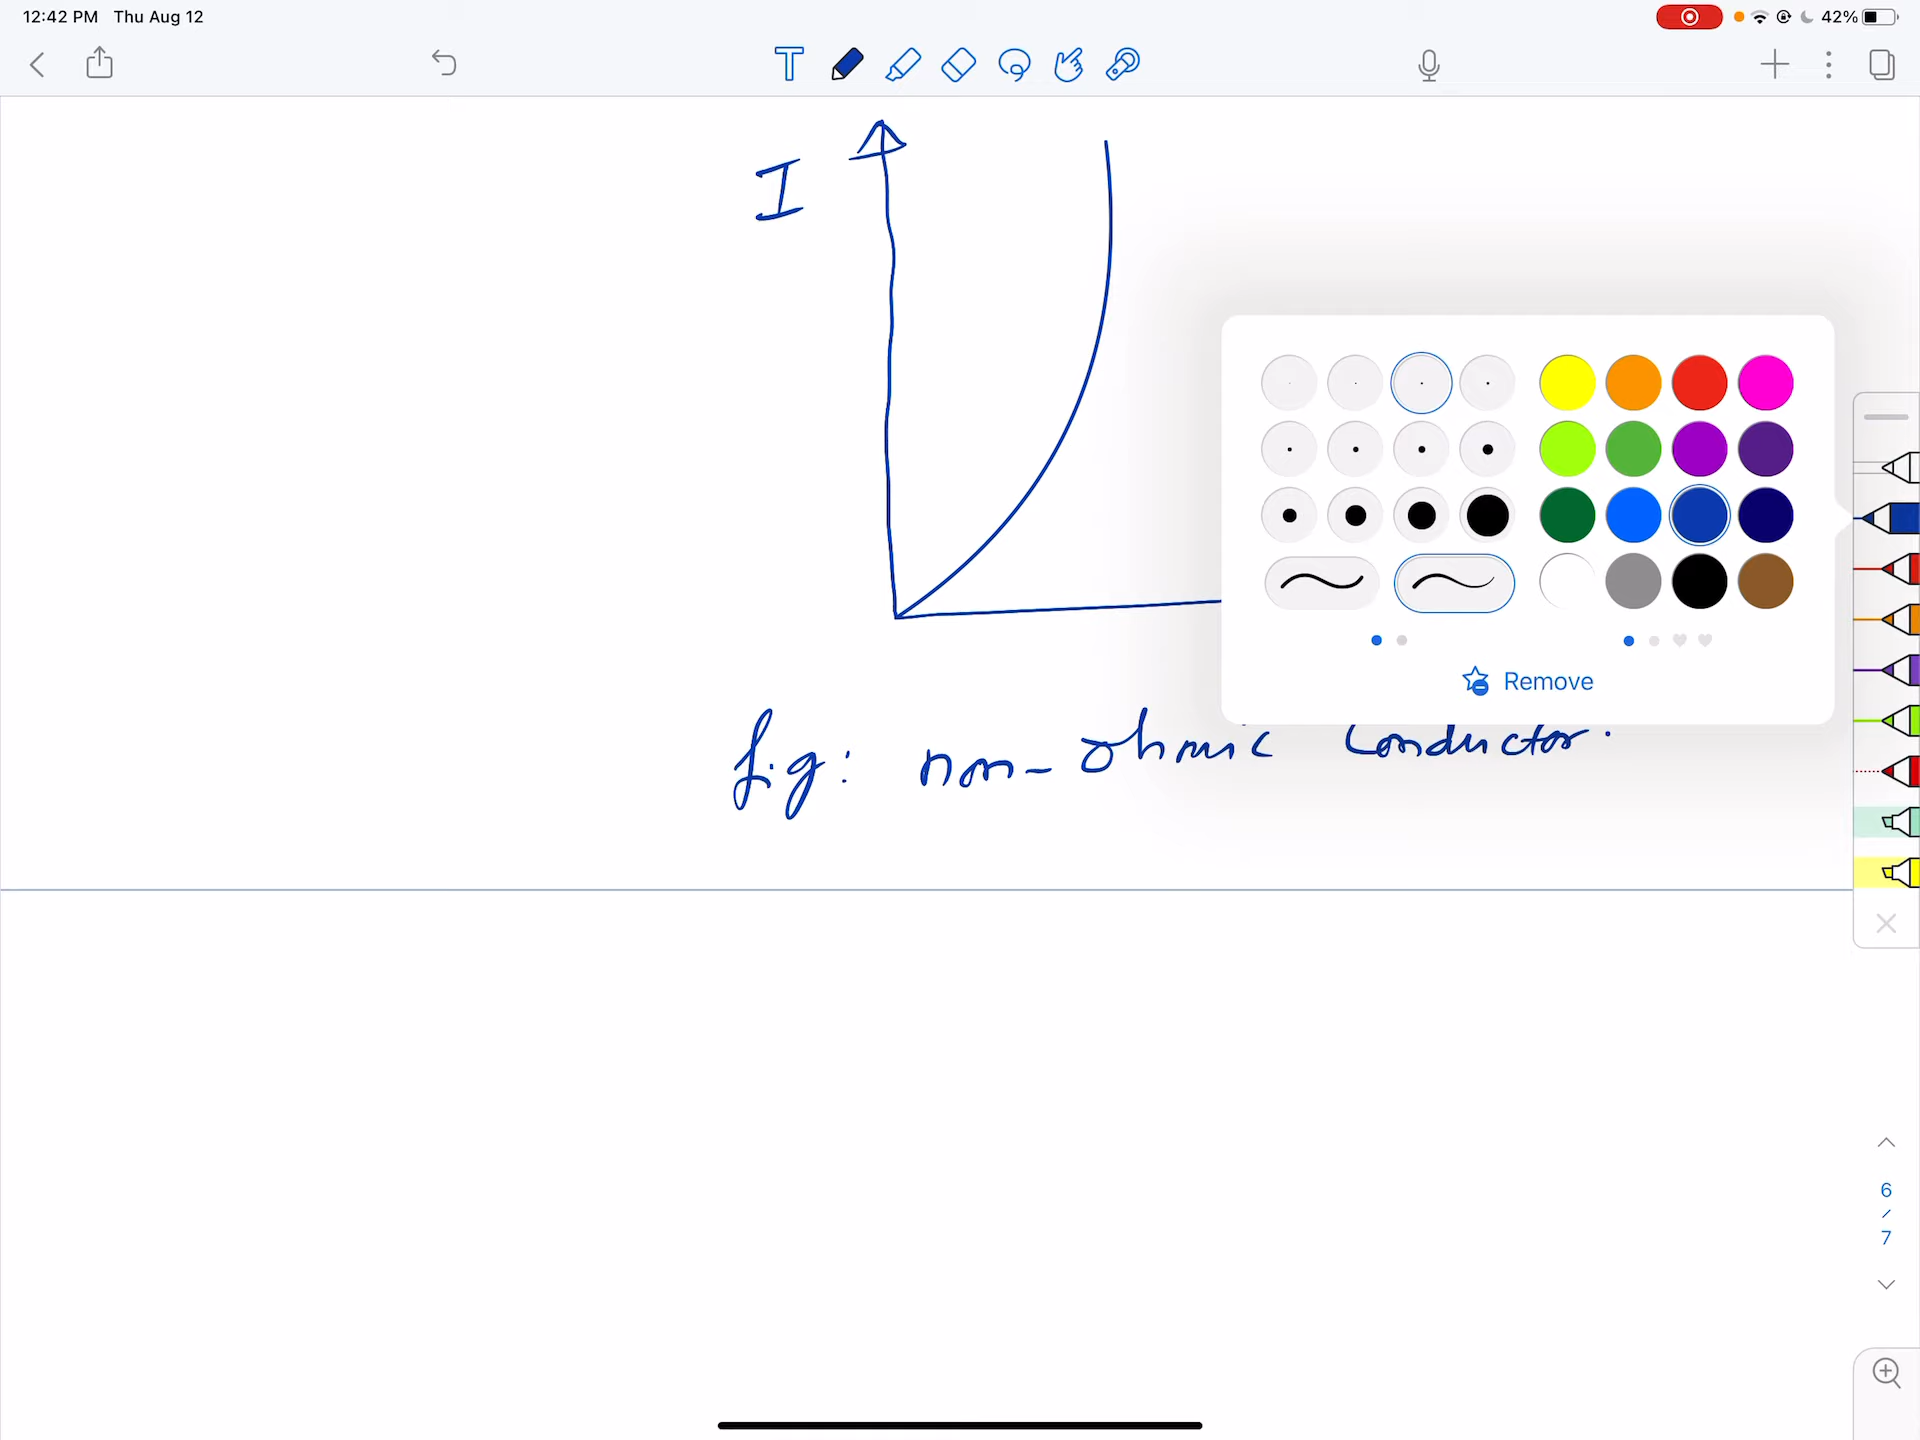 12:42 PM Thu Aug 12
42%
T
I
Remove
fig: non-ohmic conductor.
6
/
7